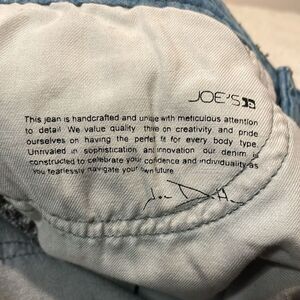 JOE'S
This jean is handcrafted and unique with meticulous attention
to detail We value quality thrive on creativity, and pride
ourselves on having the perfect fit for every body type.
Unrivaled in sophistication and innovation our denim is
constructed to celebrate your confidence and individuality as
you fearlessly navigate your own future.